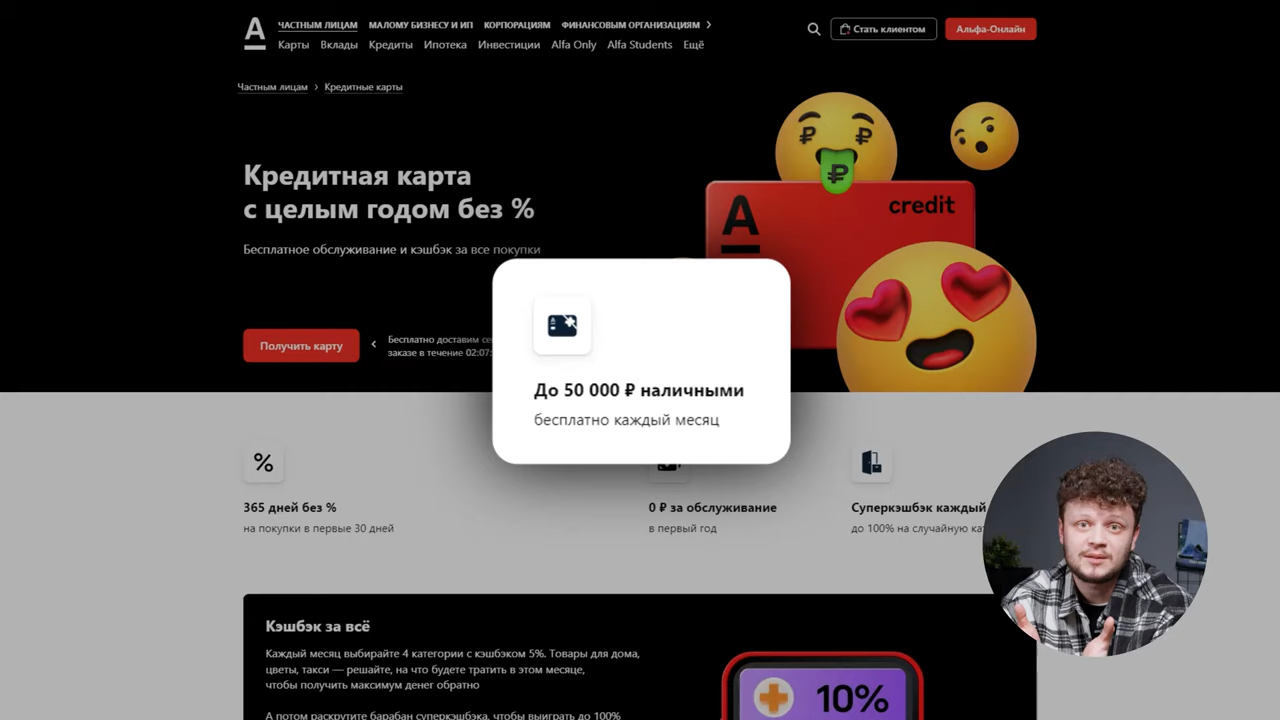 А
ЧАСТНЫМ ЛИЦАМ МАЛОМУ БИЗНЕСУ И ИП КОРПОРАЦИЯМ ФИНАНСОВЫМ ОРГАНИЗАЦИЯМ
Карты Вклады Кредиты Ипотека Инвестиции Alfa Only Alfa Students Ещё
Стать клиентом
Альфа-Онлайн
Частным лицам › Кредитные карты
Кредитная карта
с целым годом без %
Бесплатное обслуживание и кэшбэк за все покупки
Получить карту
Бесплатно доставим
заказе в течение 02:07:
₽ ₽
₽
А
credit
До 50 000 ₽ наличными
бесплатно каждый месяц
%
365 дней без %
на покупки в первые 30 дней
0 ₽ за обслуживание
в первый год
Суперкэшбэк каждый
до 100% на случайную
Кэшбэк за всё
Каждый месяц выбирайте 4 категории с кэшбэком 5%. Товары для дома,
цветы, такси — решайте, на что будете тратить в этом месяце,
чтобы получить максимум денег обратно
А потом раскрутите барабан суперкэшбэка, чтобы выиграть до 100%
10%